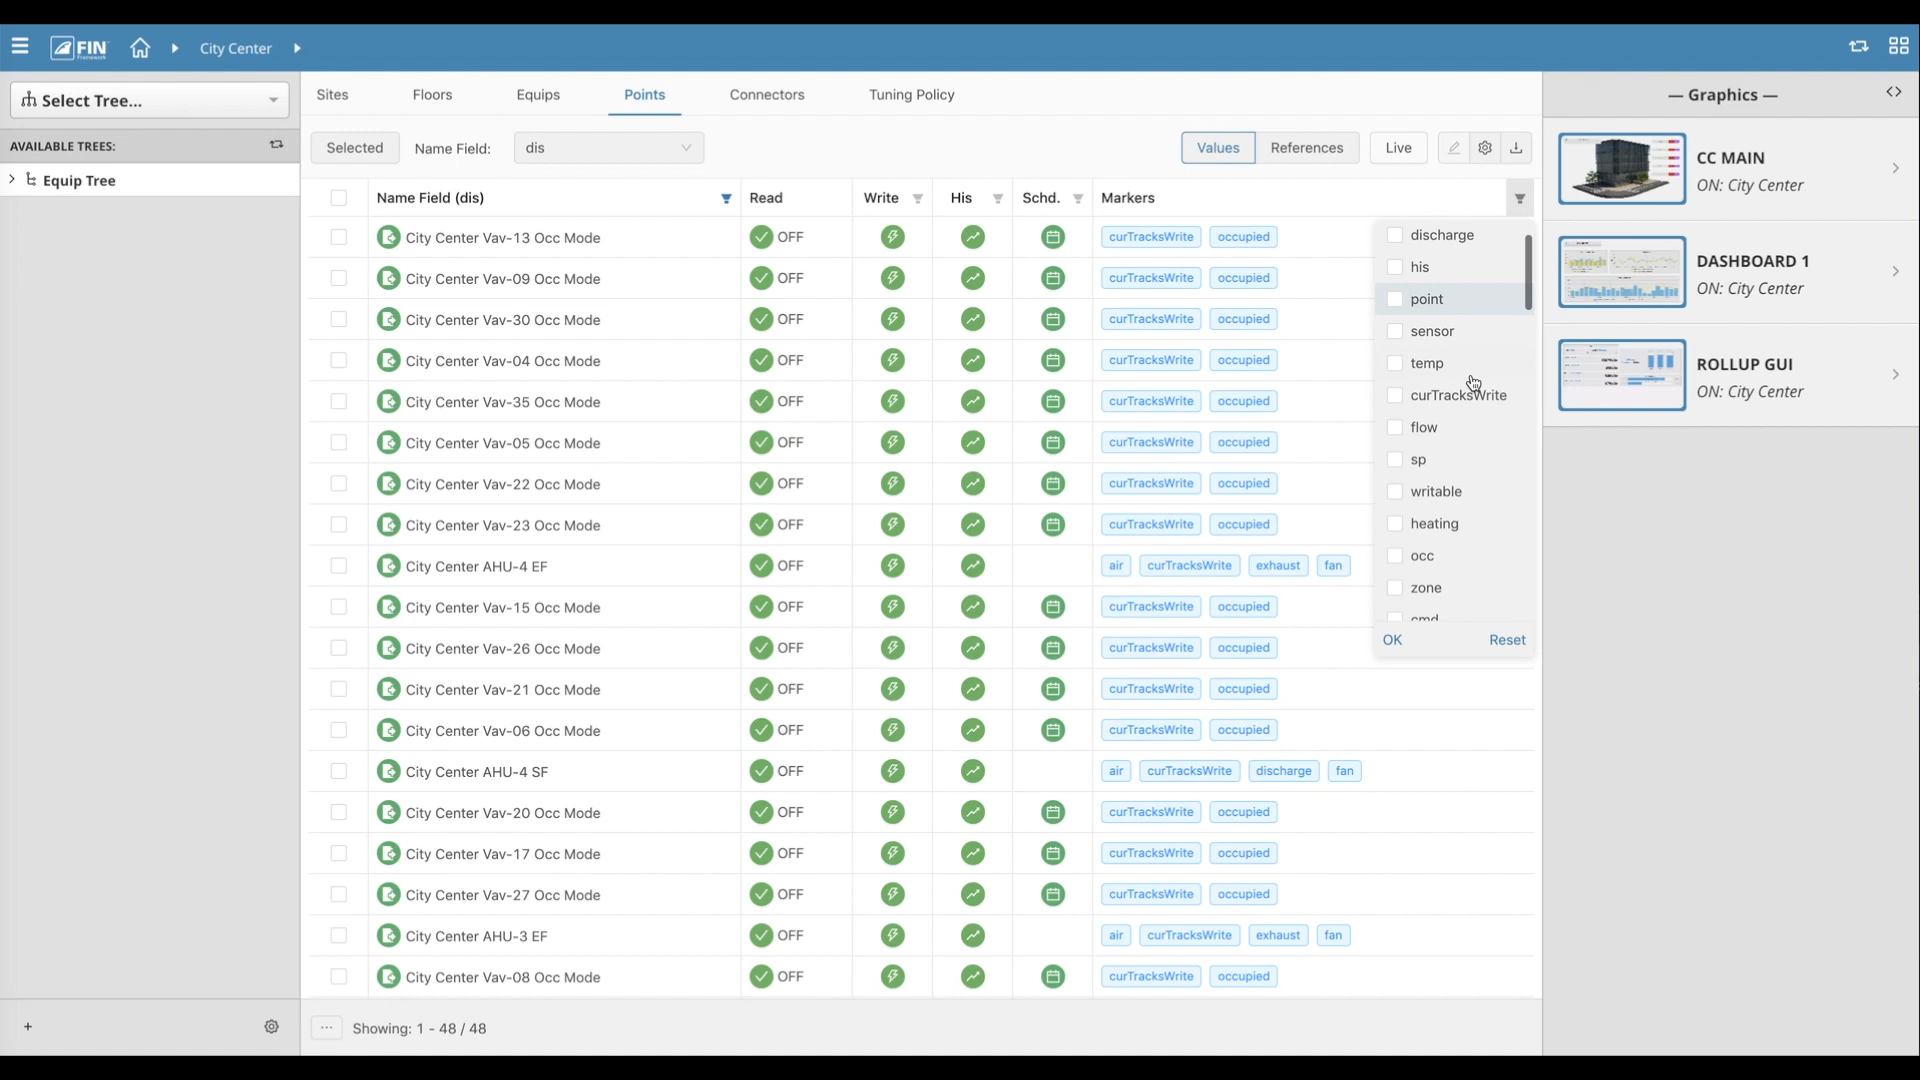 FIN Framework City Center
Select Tree...
AVAILABLE TREES:
Equip Tree
Sites Floors Equips Points Connectors Tuning Policy
Selected Name Field: dis Values References Live
Name Field (dis) Read Write His Schd. Markers
City Center Vav-13 Occ Mode OFF curTracksWrite occupied
City Center Vav-09 Occ Mode OFF curTracksWrite occupied
City Center Vav-30 Occ Mode OFF curTracksWrite occupied
City Center Vav-04 Occ Mode OFF curTracksWrite occupied
City Center Vav-35 Occ Mode OFF curTracksWrite occupied
City Center Vav-05 Occ Mode OFF curTracksWrite occupied
City Center Vav-22 Occ Mode OFF curTracksWrite occupied
City Center Vav-23 Occ Mode OFF curTracksWrite occupied
City Center AHU-4 EF OFF air curTracksWrite exhaust fan
City Center Vav-15 Occ Mode OFF curTracksWrite occupied
City Center Vav-26 Occ Mode OFF curTracksWrite occupied
City Center Vav-21 Occ Mode OFF curTracksWrite occupied
City Center Vav-06 Occ Mode OFF curTracksWrite occupied
City Center AHU-4 SF OFF air curTracksWrite discharge fan
City Center Vav-20 Occ Mode OFF curTracksWrite occupied
City Center Vav-17 Occ Mode OFF curTracksWrite occupied
City Center Vav-27 Occ Mode OFF curTracksWrite occupied
City Center AHU-3 EF OFF air curTracksWrite exhaust fan
City Center Vav-08 Occ Mode OFF curTracksWrite occupied
discharge
his
point
sensor
temp
curTracksWrite
flow
sp
writable
heating
occ
zone
cmd
OK Reset
Showing: 1 - 48 / 48
— Graphics —
CC MAIN
ON: City Center
DASHBOARD 1
ON: City Center
ROLLUP GUI
ON: City Center